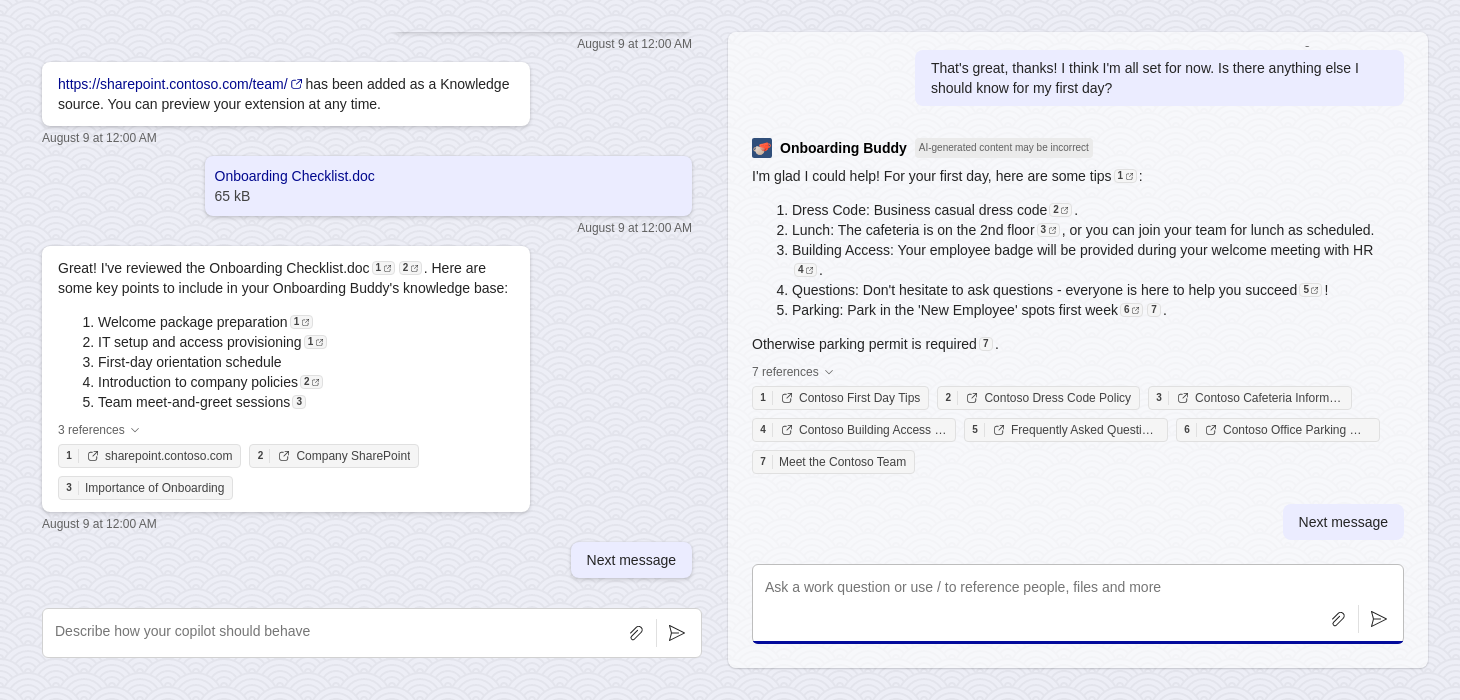 August 9 at 12:00 AM
https://sharepoint.contoso.com/team/ has been added as a Knowledge
source. You can preview your extension at any time.
August 9 at 12:00 AM
Onboarding Checklist.doc
65 kB
August 9 at 12:00 AM
Great! I've reviewed the Onboarding Checklist.doc 1 2 . Here are
some key points to include in your Onboarding Buddy's knowledge base:
1. Welcome package preparation 1
2. IT setup and access provisioning 1
3. First-day orientation schedule
4. Introduction to company policies 2
5. Team meet-and-greet sessions 3
3 references
1 sharepoint.contoso.com 2 Company SharePoint
3 Importance of Onboarding
August 9 at 12:00 AM
Next message
Describe how your copilot should behave
That's great, thanks! I think I'm all set for now. Is there anything else I
should know for my first day?
Onboarding Buddy AI-generated content may be incorrect
I'm glad I could help! For your first day, here are some tips 1 :
1. Dress Code: Business casual dress code 2 .
2. Lunch: The cafeteria is on the 2nd floor 3 , or you can join your team for lunch as scheduled.
3. Building Access: Your employee badge will be provided during your welcome meeting with HR
4 .
4. Questions: Don't hesitate to ask questions - everyone is here to help you succeed 5 !
5. Parking: Park in the 'New Employee' spots first week 6 7 .
Otherwise parking permit is required 7 .
7 references
1 Contoso First Day Tips 2 Contoso Dress Code Policy 3 Contoso Cafeteria Inform…
4 Contoso Building Access … 5 Frequently Asked Questi… 6 Contoso Office Parking …
7 Meet the Contoso Team
Next message
Ask a work question or use / to reference people, files and more